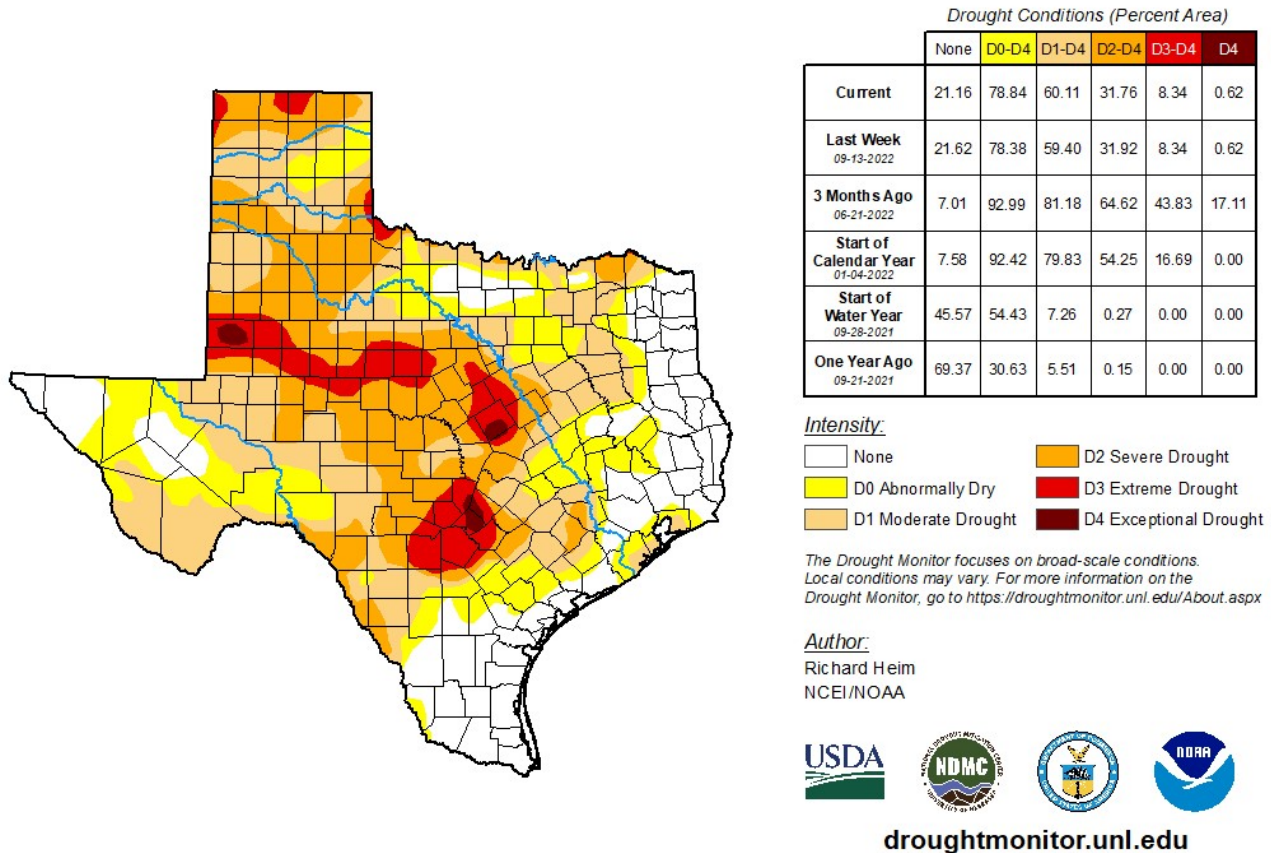 Drought Conditions (Percent Area)
None D0-D4 D1-D4 D2-D4 D3-D4 D4
Current 21.16 78.84 60.11 31.76 8.34 0.62
Last Week
09-13-2022 21.62 78.38 59.40 31.92 8.34 0.62
3 Months Ago
06-21-2022 7.01 92.99 81.18 64.62 43.83 17.11
Start of
Calendar Year
01-04-2022 7.58 92.42 79.83 54.25 16.69 0.00
Start of
Water Year
09-28-2021 45.57 54.43 7.26 0.27 0.00 0.00
One Year Ago
09-21-2021 69.37 30.63 5.51 0.15 0.00 0.00
Intensity:
None
D0 Abnormally Dry
D1 Moderate Drought
D2 Severe Drought
D3 Extreme Drought
D4 Exceptional Drought
The Drought Monitor focuses on broad-scale conditions.
Local conditions may vary. For more information on the
Drought Monitor, go to https://droughtmonitor.unl.edu/About.aspx
Author:
Richard Heim
NCEI/NOAA
USDA
NDMC
NOAA
droughtmonitor.unl.edu